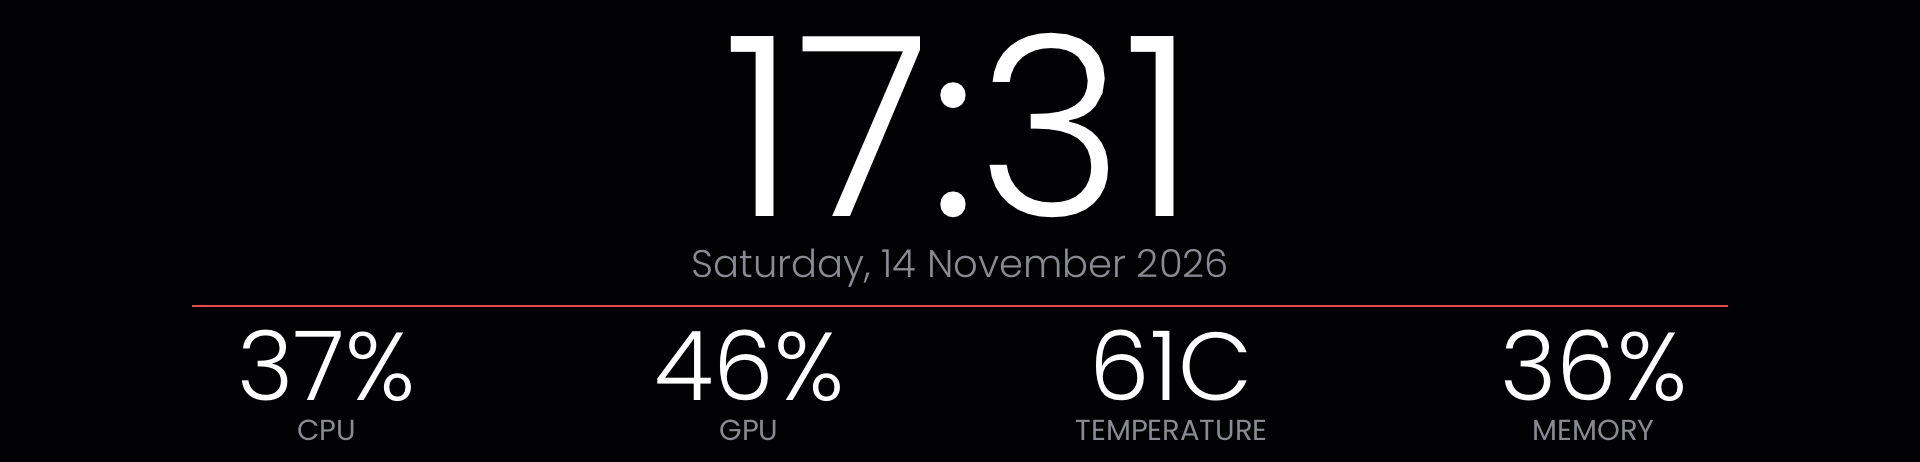 17:31
Saturday, 14 November 2026
37% 46% 61C 36%
CPU GPU TEMPERATURE MEMORY